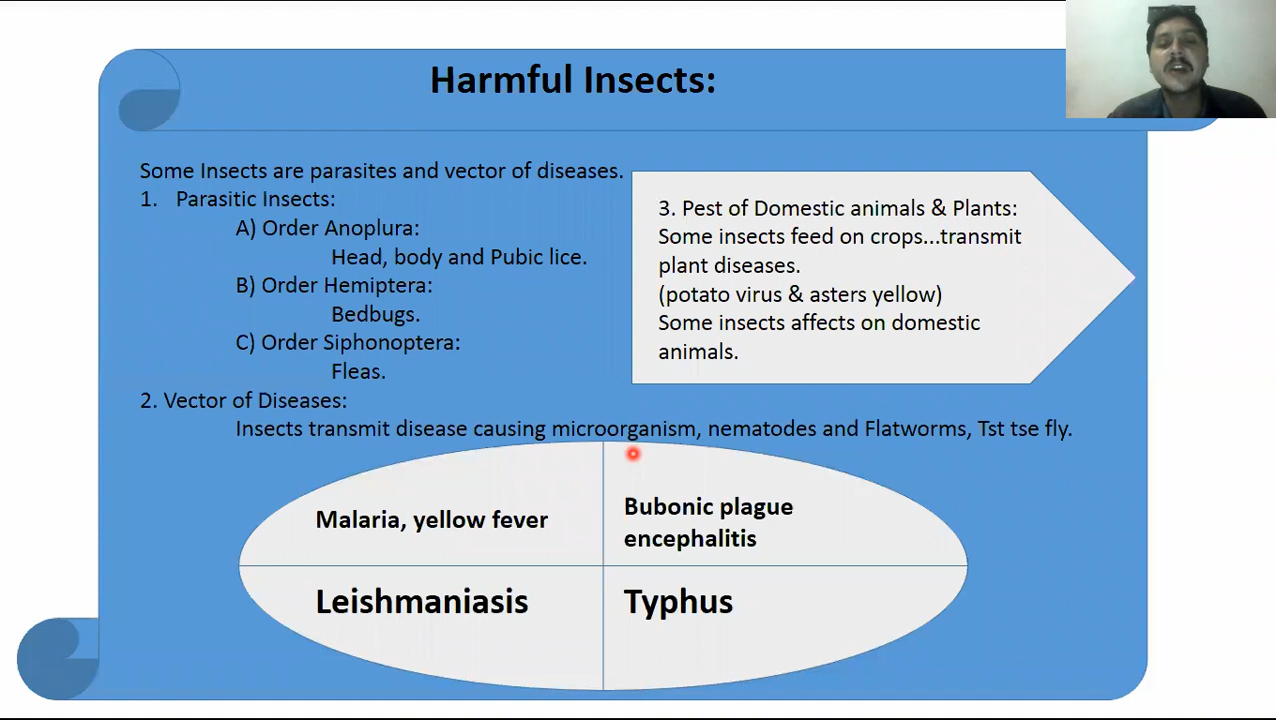 Harmful Insects:
Some Insects are parasites and vector of diseases.
1. Parasitic Insects:
A) Order Anoplura:
Head, body and Pubic lice.
B) Order Hemiptera:
Bedbugs.
C) Order Siphonoptera:
Fleas.
2. Vector of Diseases:
Insects transmit disease causing microorganism, nematodes and Flatworms, Tst tse fly.
3. Pest of Domestic animals & Plants:
Some insects feed on crops...transmit
plant diseases.
(potato virus & asters yellow)
Some insects affects on domestic
animals.
Malaria, yellow fever
Bubonic plague
encephalitis
Leishmaniasis
Typhus